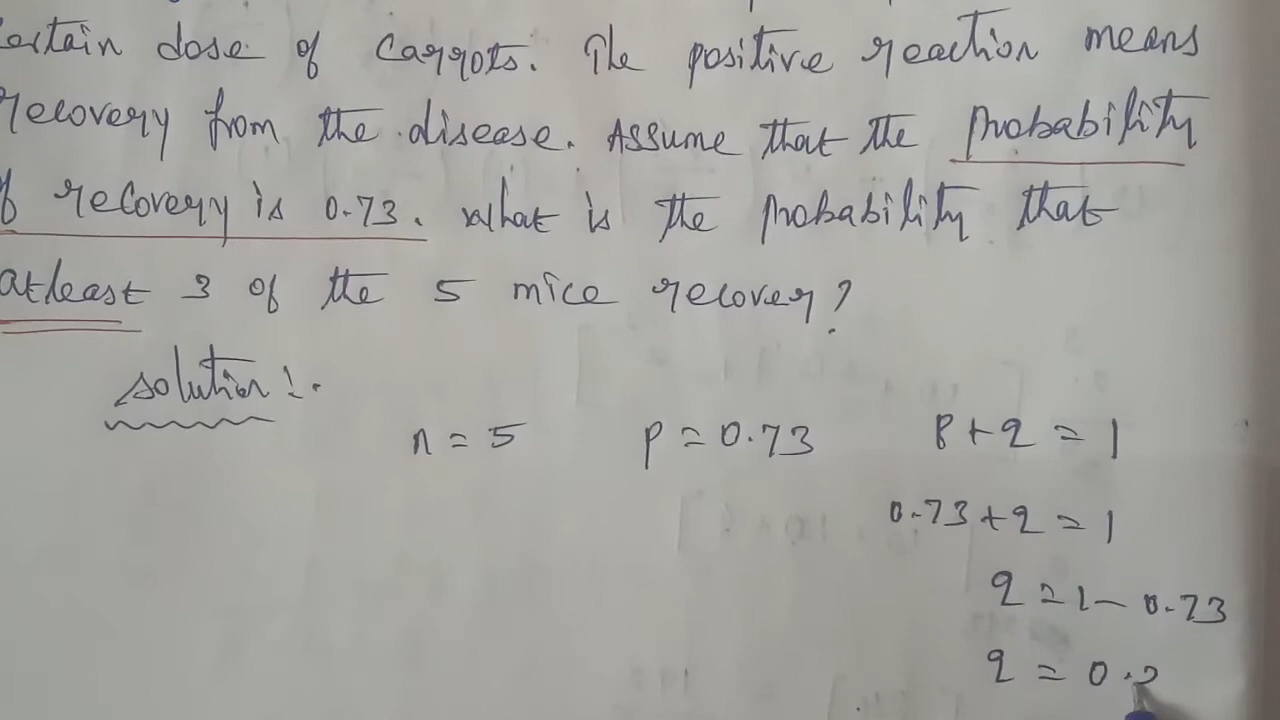 certain dose of carrots. The positive reaction means
recovery from the disease. Assume that the probability
of recovery is 0.73. What is the probability that
atleast 3 of the 5 mice recover?
solution:.
n = 5 p = 0.73 p + q = 1
0.73 + q = 1
q = 1 - 0.73
q = 0.2